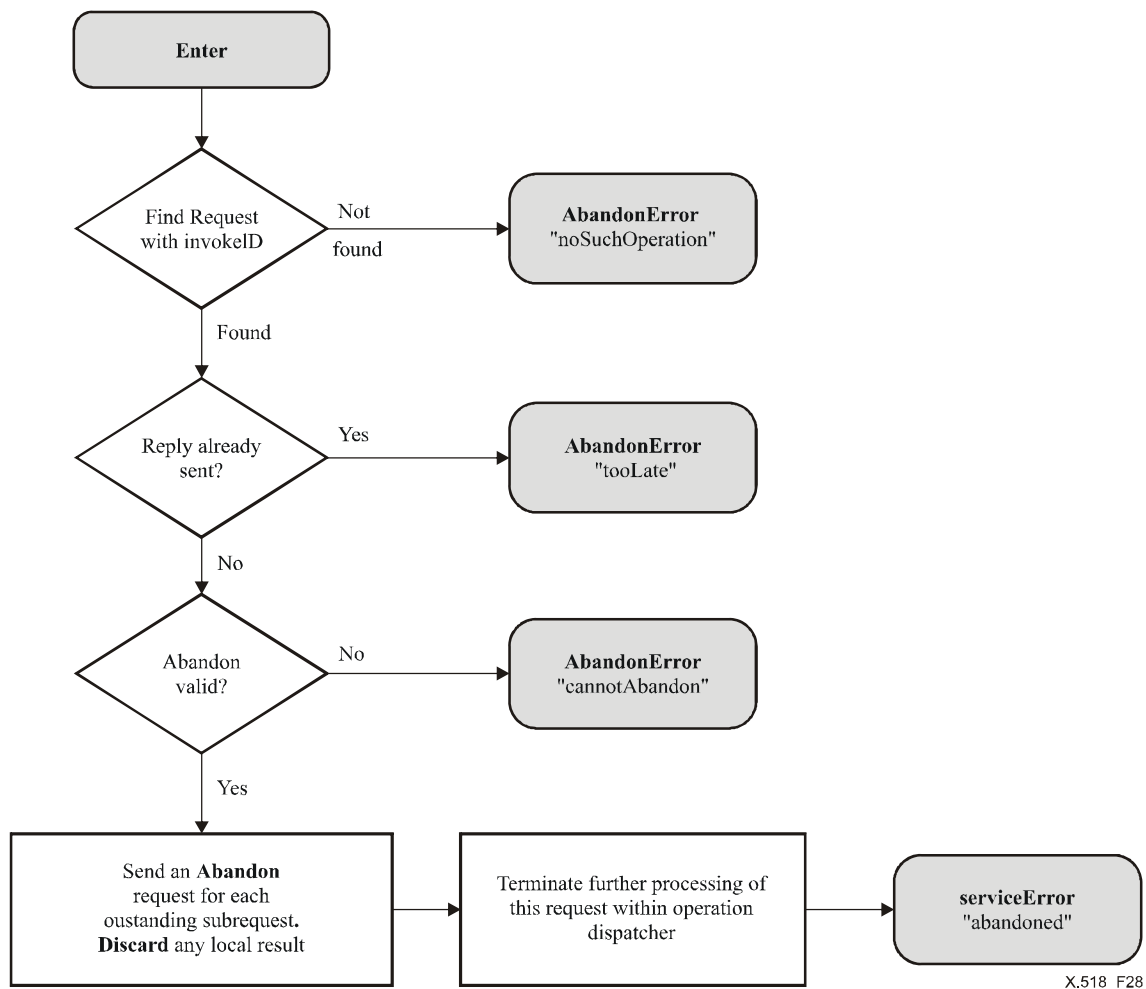 Enter
Find Request
with invokeID
Not
found
AbandonError
"noSuchOperation"
Found
Reply already
sent?
Yes
AbandonError
"tooLate"
No
Abandon
valid?
No
AbandonError
"cannotAbandon"
Yes
Send an Abandon
request for each
oustanding subrequest.
Discard any local result
Terminate further processing of
this request within operation
dispatcher
serviceError
"abandoned"
X.518_F28